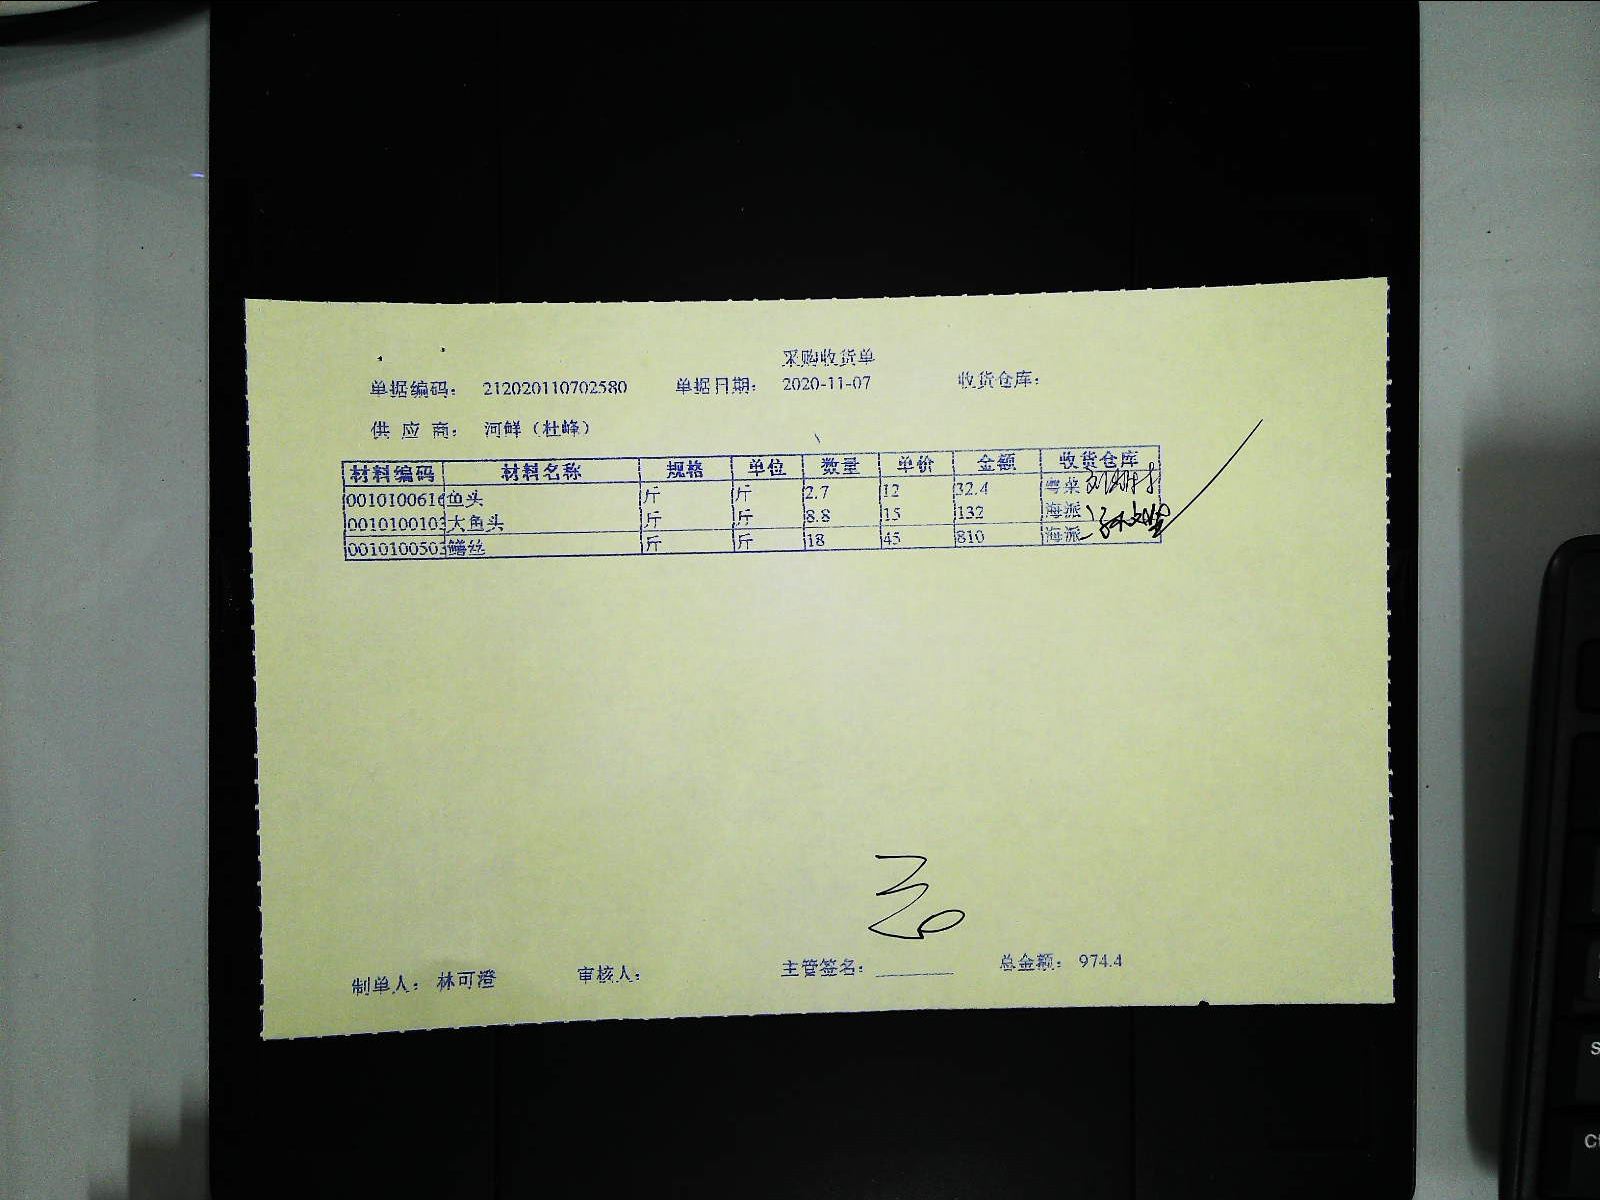 采购收货单
单据编码： 212020110702580 单据日期： 2020-11-07 收货仓库：
供 应 商： 河鲜（杜峰）
材料编码 材料名称 规格 单位 数量 单价 金额 收货仓库
0010100616 鱼头 斤 斤 2.7 12 32.4 粤菜
0010100103 大鱼头 斤 斤 8.8 15 132 海派
0010100503 鳝丝 斤 斤 18 45 810 海派
制单人： 林可澄 审核人： 主管签名： 总金额： 974.4
S